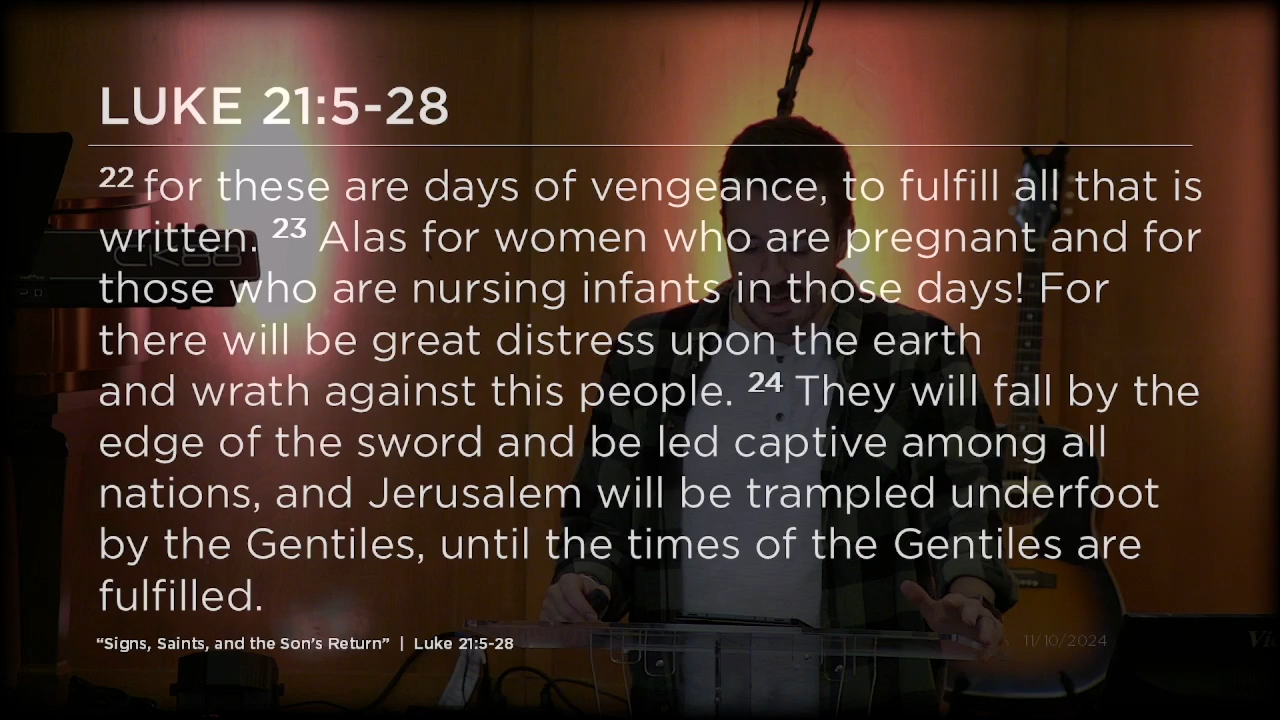 LUKE 21:5-28
22 for these are days of vengeance, to fulfill all that is
written. 23 Alas for women who are pregnant and for
those who are nursing infants in those days! For
there will be great distress upon the earth
and wrath against this people. 24 They will fall by the
edge of the sword and be led captive among all
nations, and Jerusalem will be trampled underfoot
by the Gentiles, until the times of the Gentiles are
fulfilled.
“Signs, Saints, and the Son’s Return” | Luke 21:5-28
11/10/2024